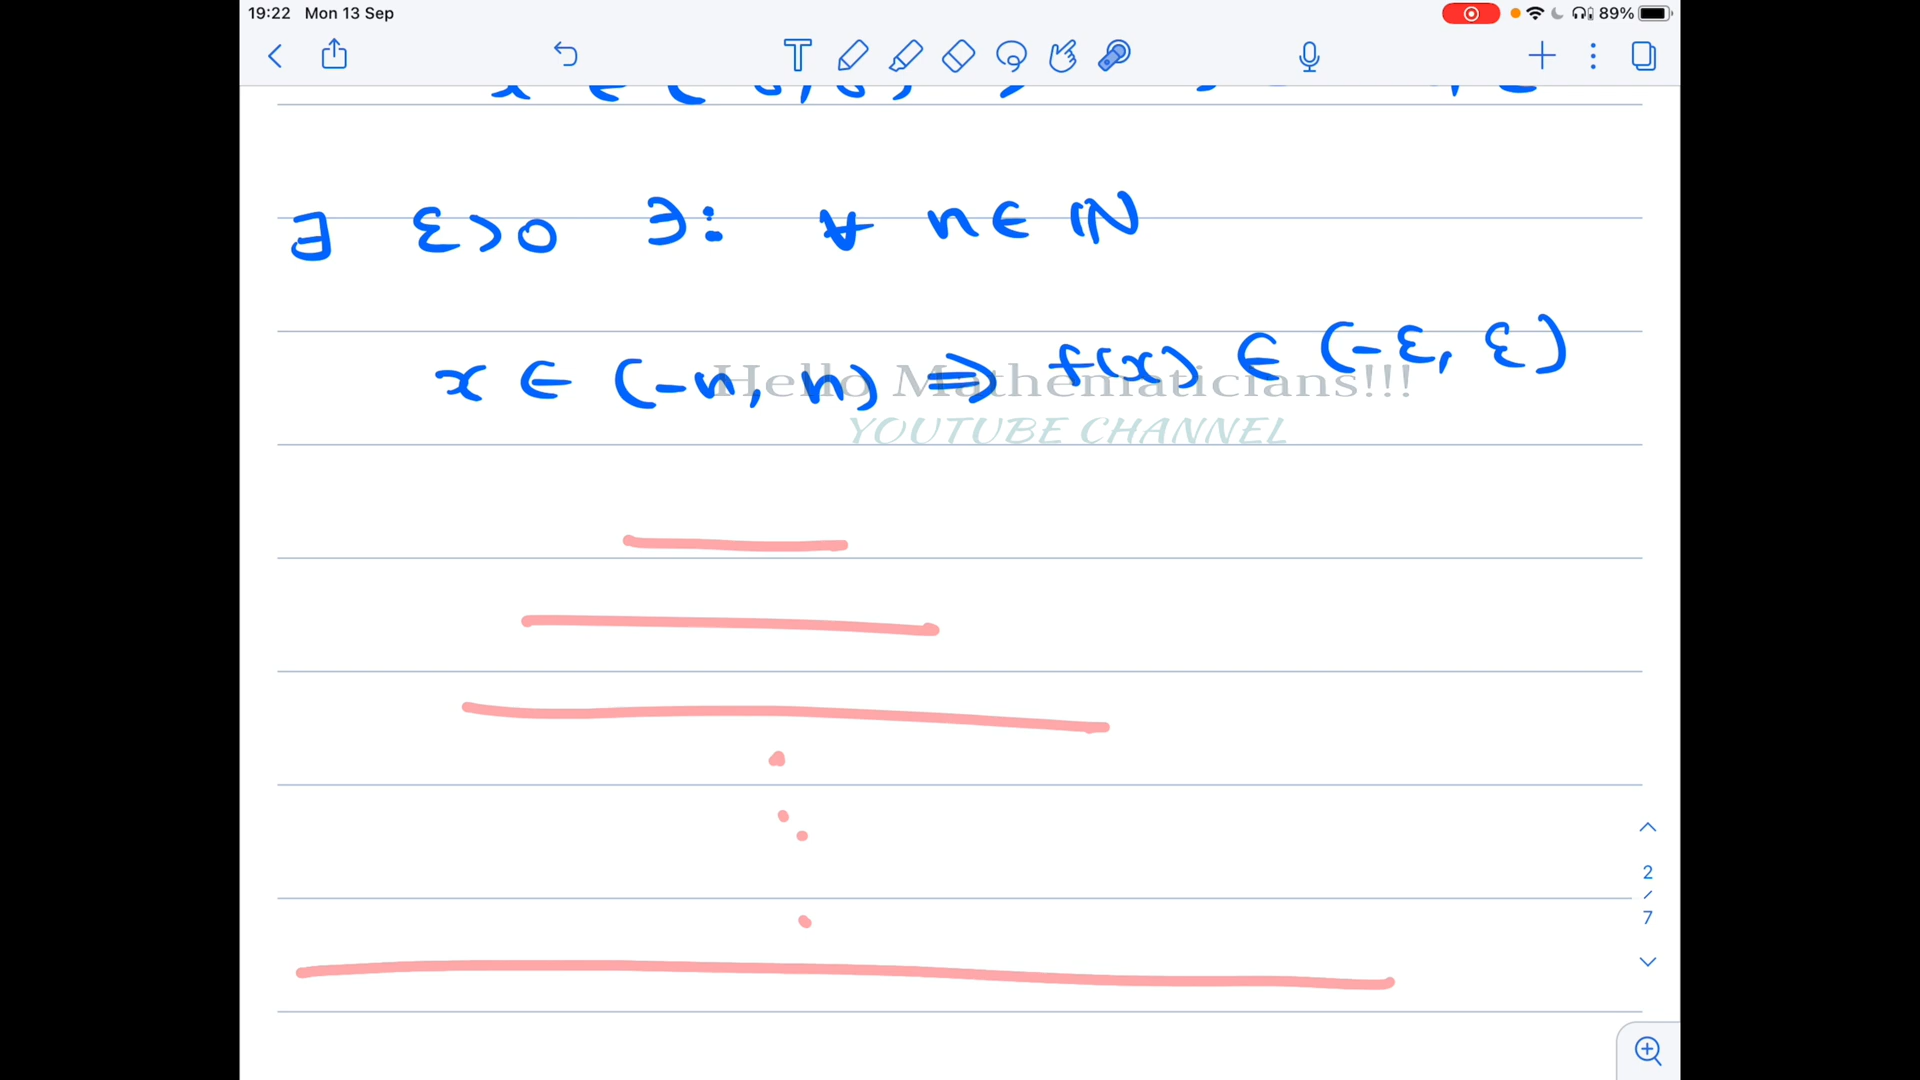 19:22 Mon 13 Sep 89%
∃ ε>0 ∋: ∀ n∈ℕ
x ∈ (-n, n) ⇒ f(x) ∈ (-ε, ε)
Hello Mathematicians!!!
YOUTUBE CHANNEL
2
/
7